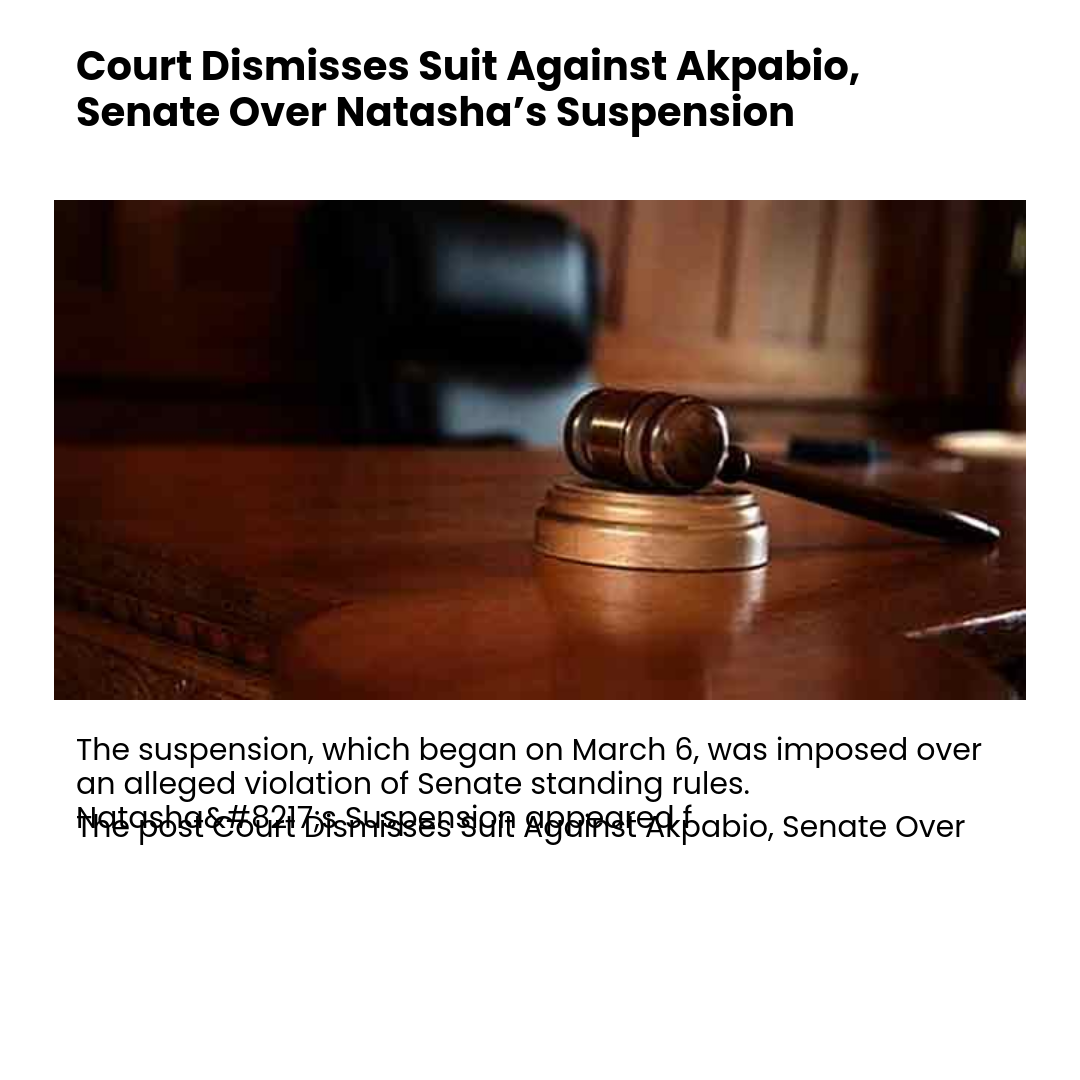 Court Dismisses Suit Against Akpabio,
Senate Over Natasha’s Suspension
The suspension, which began on March 6, was imposed over
an alleged violation of Senate standing rules.
Natasha&#8217;s Suspension appeared f
The post Court Dismisses Suit Against Akpabio, Senate Over